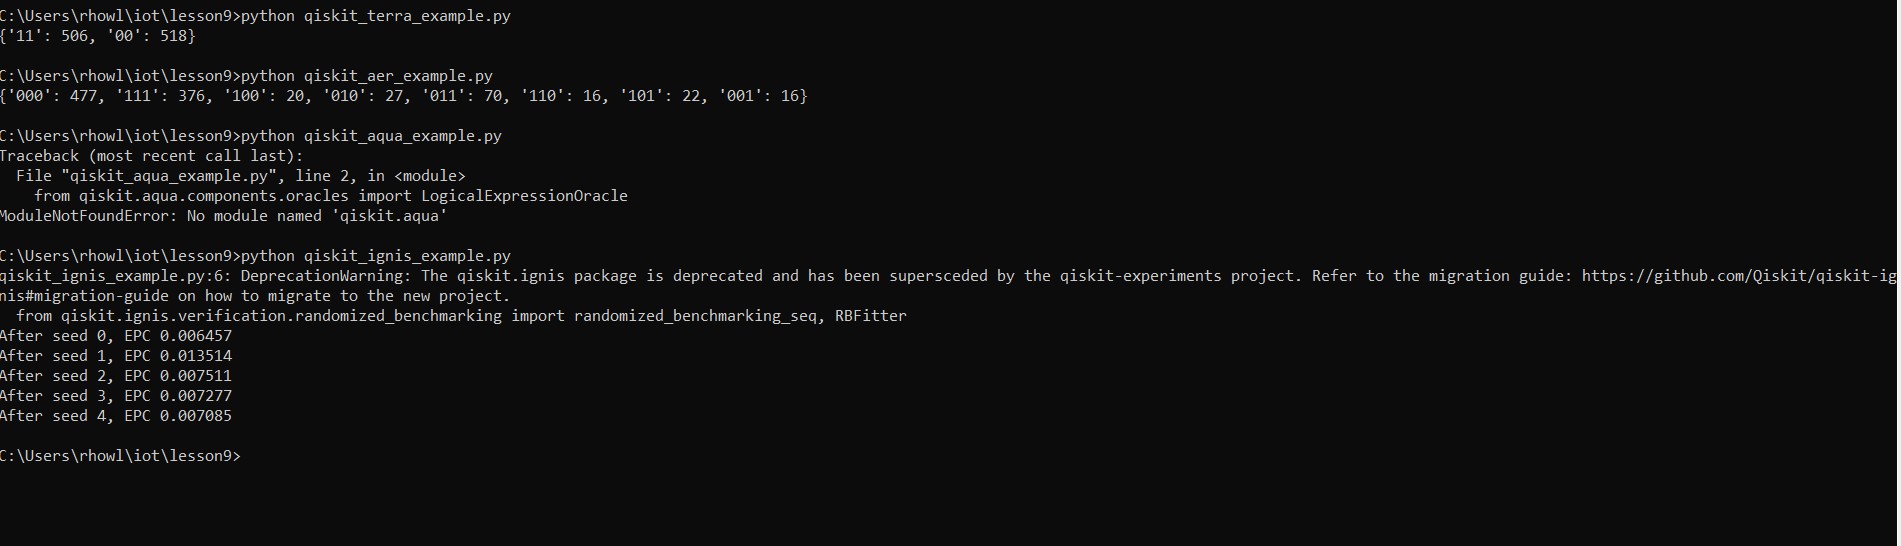 C:\Users\rhowl\iot\lesson9>python qiskit_terra_example.py
{'11': 506, '00': 518}
C:\Users\rhowl\iot\lesson9>python qiskit_aer_example.py
{'000': 477, '111': 376, '100': 20, '010': 27, '011': 70, '110': 16, '101': 22, '001': 16}
C:\Users\rhowl\iot\lesson9>python qiskit_aqua_example.py
Traceback (most recent call last):
  File "qiskit_aqua_example.py", line 2, in <module>
    from qiskit.aqua.components.oracles import LogicalExpressionOracle
ModuleNotFoundError: No module named 'qiskit.aqua'
C:\Users\rhowl\iot\lesson9>python qiskit_ignis_example.py
qiskit_ignis_example.py:6: DeprecationWarning: The qiskit.ignis package is deprecated and has been supersceded by the qiskit-experiments project. Refer to the migration guide: https://github.com/Qiskit/qiskit-ig
nis#migration-guide on how to migrate to the new project.
  from qiskit.ignis.verification.randomized_benchmarking import randomized_benchmarking_seq, RBFitter
After seed 0, EPC 0.006457
After seed 1, EPC 0.013514
After seed 2, EPC 0.007511
After seed 3, EPC 0.007277
After seed 4, EPC 0.007085
C:\Users\rhowl\iot\lesson9>